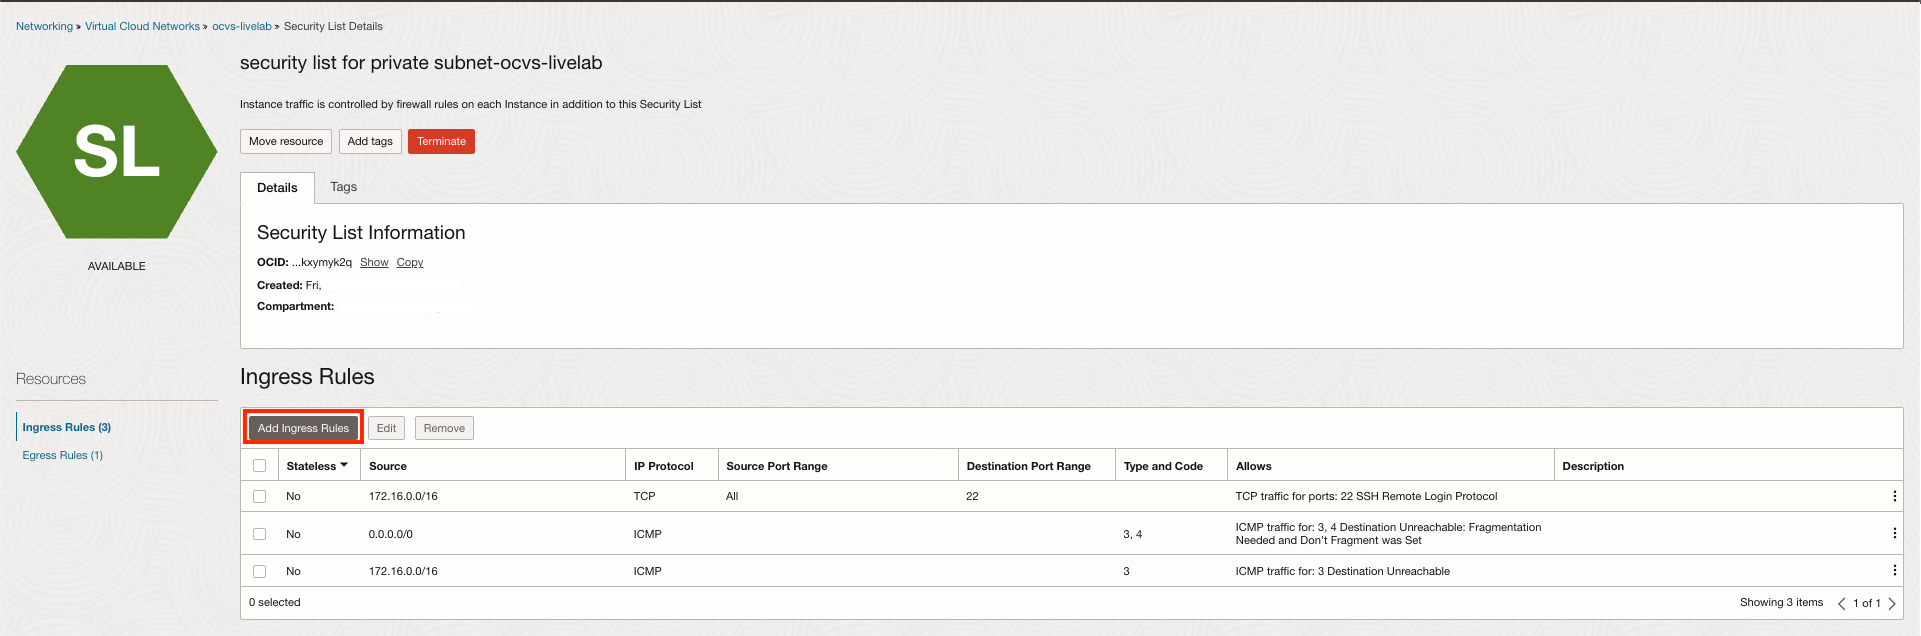 Networking » Virtual Cloud Networks » ocvs-livelab » Security List Details
SL
AVAILABLE
security list for private subnet-ocvs-livelab
Instance traffic is controlled by firewall rules on each Instance in addition to this Security List
Move resource Add tags Terminate
Details Tags
Security List Information
OCID: ...kxymyk2q Show Copy
Created: Fri,
Compartment:
Resources
Ingress Rules (3)
Egress Rules (1)
Ingress Rules
Add Ingress Rules Edit Remove
Stateless Source IP Protocol Source Port Range Destination Port Range Type and Code Allows Description
No 172.16.0.0/16 TCP All 22 TCP traffic for ports: 22 SSH Remote Login Protocol
No 0.0.0.0/0 ICMP 3, 4 ICMP traffic for: 3, 4 Destination Unreachable: Fragmentation
Needed and Don't Fragment was Set
No 172.16.0.0/16 ICMP 3 ICMP traffic for: 3 Destination Unreachable
0 selected Showing 3 items 1 of 1